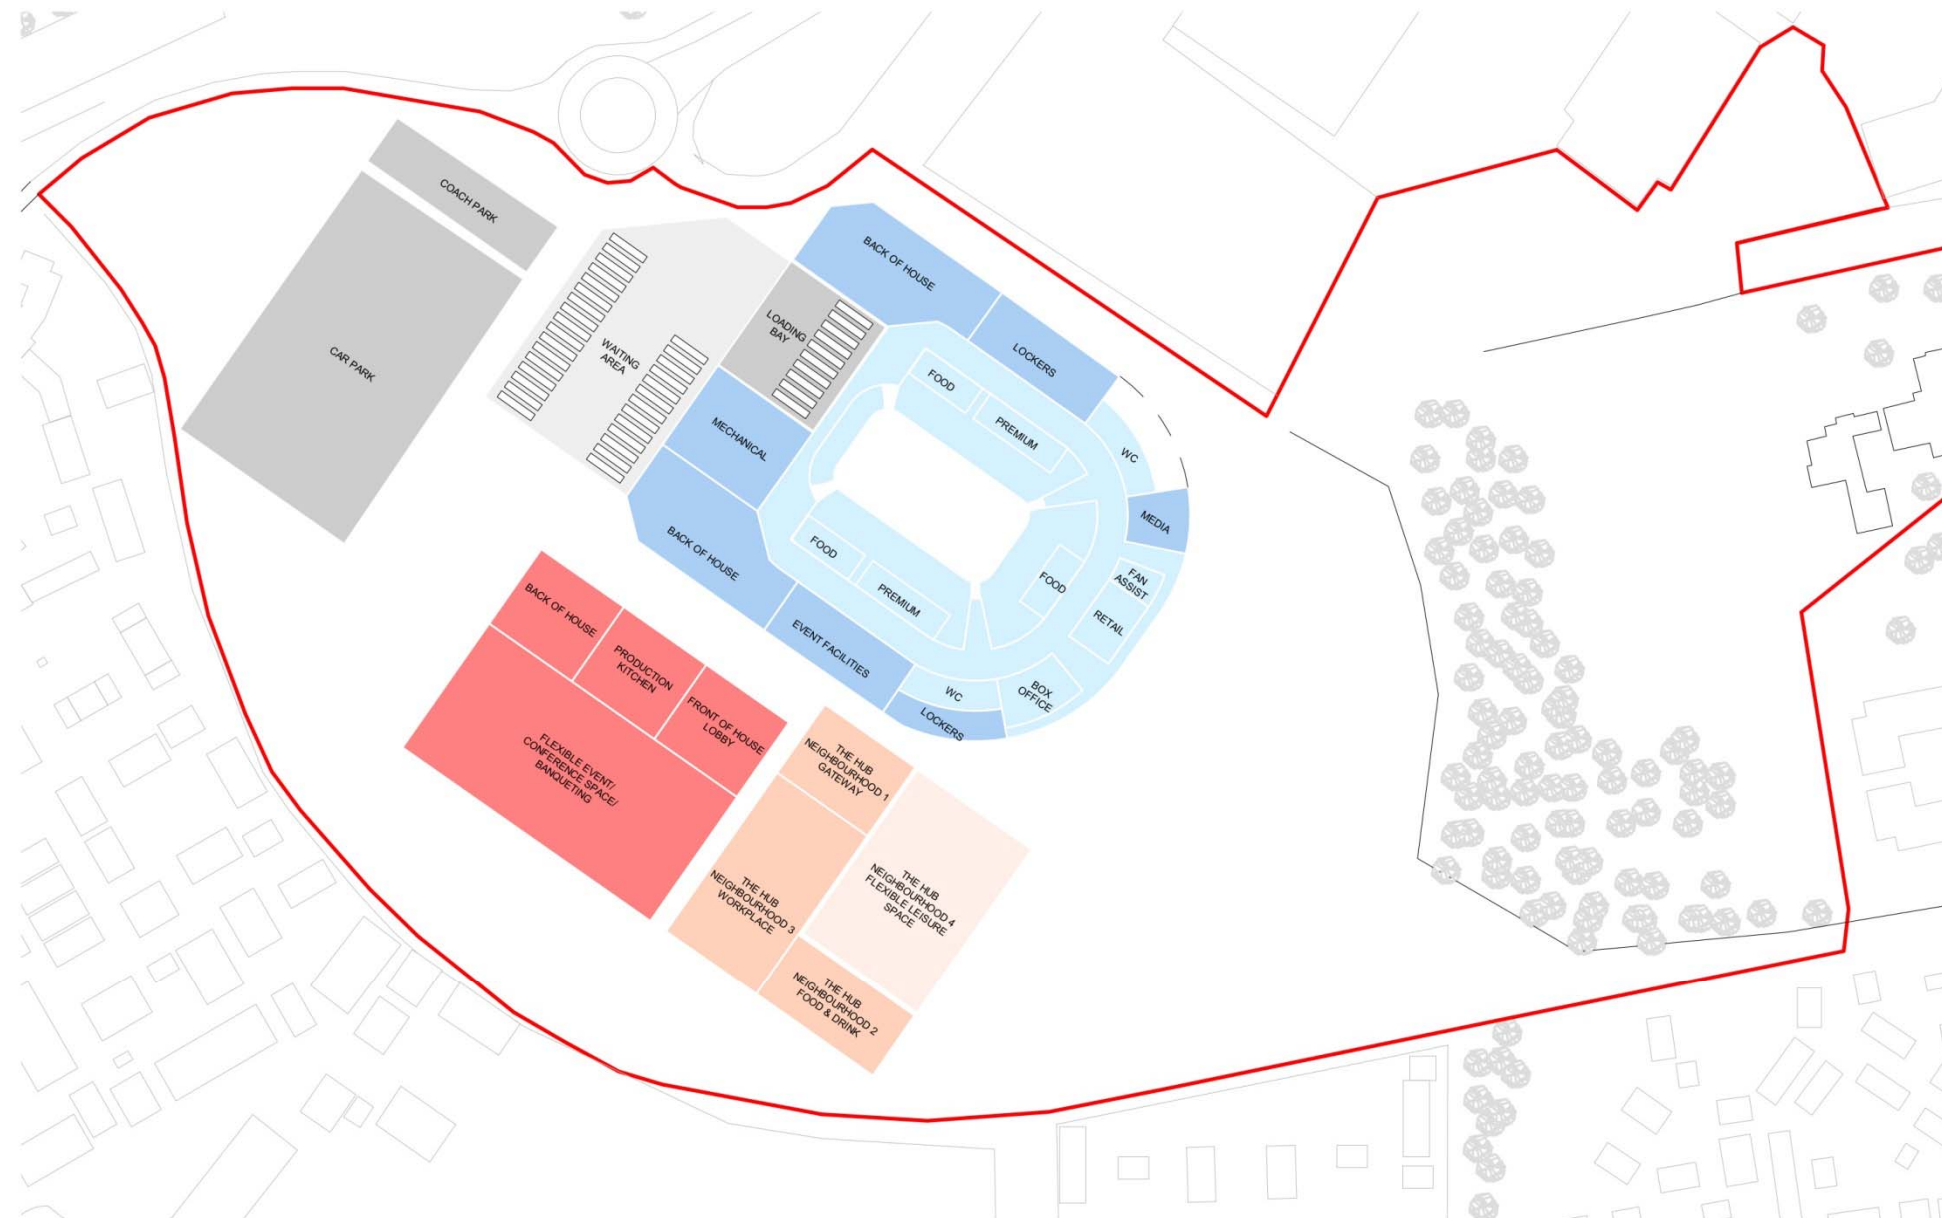 COACH PARK
CAR PARK
WAITING
AREA
LOADING
BAY
BACK OF HOUSE
LOCKERS
FOOD
PREMIUM
WC
MEDIA
FAN
ASSIST
RETAIL
FOOD
MECHANICAL
BACK OF HOUSE
FOOD
PREMIUM
EVENT FACILITIES
WC
LOCKERS
BOX
OFFICE
BACK OF HOUSE
PRODUCTION
KITCHEN
FRONT OF HOUSE
LOBBY
FLEXIBLE EVENT/
CONFERENCE SPACE/
BANQUETING
THE HUB
NEIGHBOURHOOD 1
GATEWAY
THE HUB
NEIGHBOURHOOD 3
WORKPLACE
THE HUB
NEIGHBOURHOOD 4
FLEXIBLE LEISURE
SPACE
THE HUB
NEIGHBOURHOOD 2
FOOD & DRINK